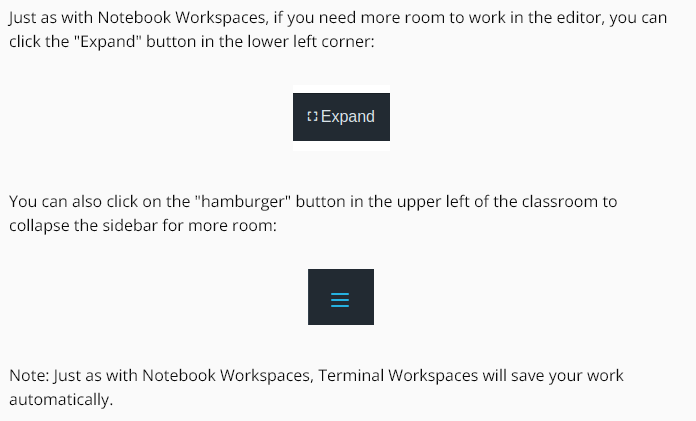 Just as with Notebook Workspaces, if you need more room to work in the editor, you can
click the "Expand" button in the lower left corner:
Expand
You can also click on the "hamburger" button in the upper left of the classroom to
collapse the sidebar for more room:
Note: Just as with Notebook Workspaces, Terminal Workspaces will save your work
automatically.